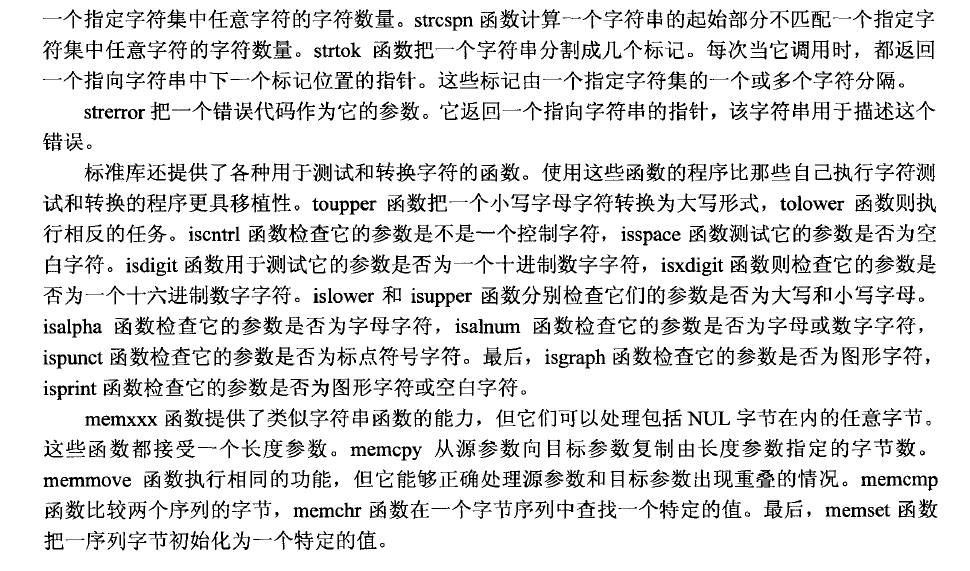 一个指定字符集中任意字符的字符数量。strcspn 函数计算一个字符串的起始部分不匹配一个指定字
符集中任意字符的字符数量。strtok 函数把一个字符串分割成几个标记。每次当它调用时，都返回
一个指向字符串中下一个标记位置的指针。这些标记由一个指定字符集的一个或多个字符分隔。
strerror 把一个错误代码作为它的参数。它返回一个指向字符串的指针，该字符串用于描述这个
错误。
标准库还提供了各种用于测试和转换字符的函数。使用这些函数的程序比那些自己执行字符测
试和转换的程序更具移植性。toupper 函数把一个小写字母字符转换为大写形式，tolower 函数则执
行相反的任务。iscntrl 函数检查它的参数是不是一个控制字符，isspace 函数测试它的参数是否为空
白字符。isdigit 函数用于测试它的参数是否为一个十进制数字字符，isxdigit 函数则检查它的参数是
否为一个十六进制数字字符。islower 和 isupper 函数分别检查它们的参数是否为大写和小写字母。
isalpha 函数检查它的参数是否为字母字符，isalnum 函数检查它的参数是否为字母或数字字符，
ispunct 函数检查它的参数是否为标点符号字符。最后，isgraph 函数检查它的参数是否为图形字符，
isprint 函数检查它的参数是否为图形字符或空白字符。
memxxx 函数提供了类似字符串函数的能力，但它们可以处理包括 NUL 字节在内的任意字节。
这些函数都接受一个长度参数。memcpy 从源参数向目标参数复制由长度参数指定的字节数。
memmove 函数执行相同的功能，但它能够正确处理源参数和目标参数出现重叠的情况。memcmp
函数比较两个序列的字节，memchr 函数在一个字节序列中查找一个特定的值。最后，memset 函数
把一序列字节初始化为一个特定的值。